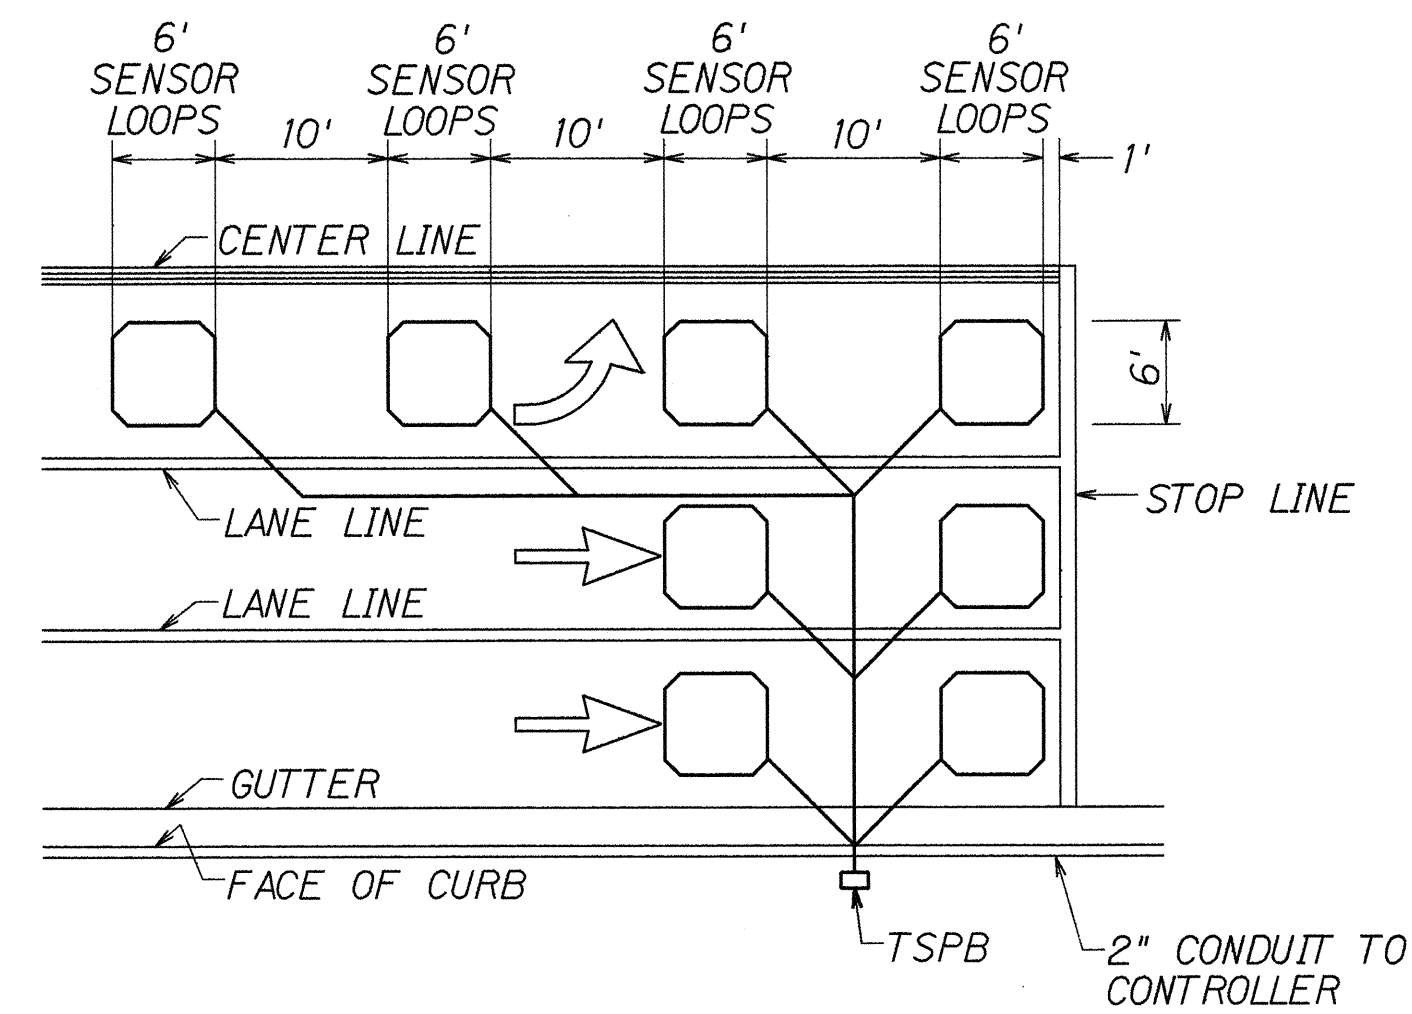 6'
SENSOR
LOOPS
6'
SENSOR
LOOPS
6'
SENSOR
LOOPS
6'
SENSOR
LOOPS
10'
10'
10'
1'
CENTER LINE
6'
LANE LINE
STOP LINE
LANE LINE
GUTTER
FACE OF CURB
TSPB
2" CONDUIT TO
CONTROLLER